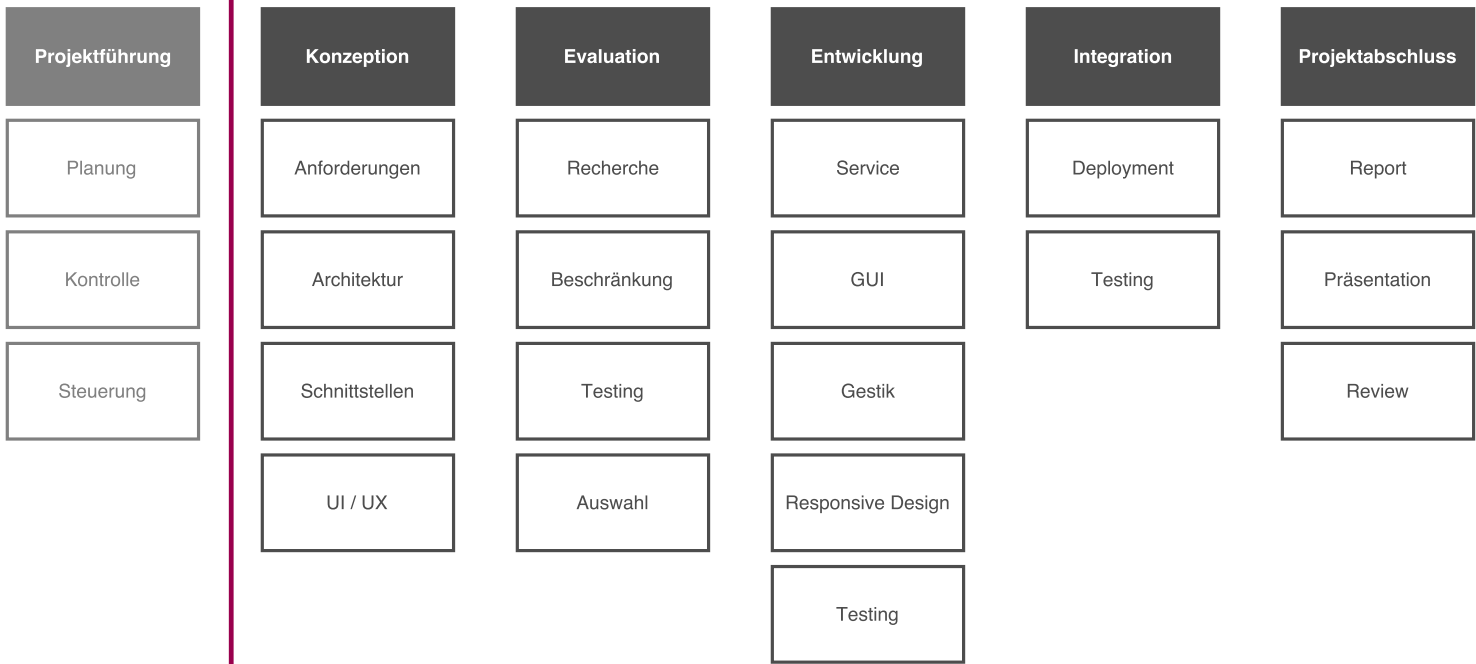 Projektführung
Planung
Kontrolle
Steuerung
Konzeption
Anforderungen
Architektur
Schnittstellen
UI / UX
Evaluation
Recherche
Beschränkung
Testing
Auswahl
Entwicklung
Service
GUI
Gestik
Responsive Design
Testing
Integration
Deployment
Testing
Projektabschluss
Report
Präsentation
Review